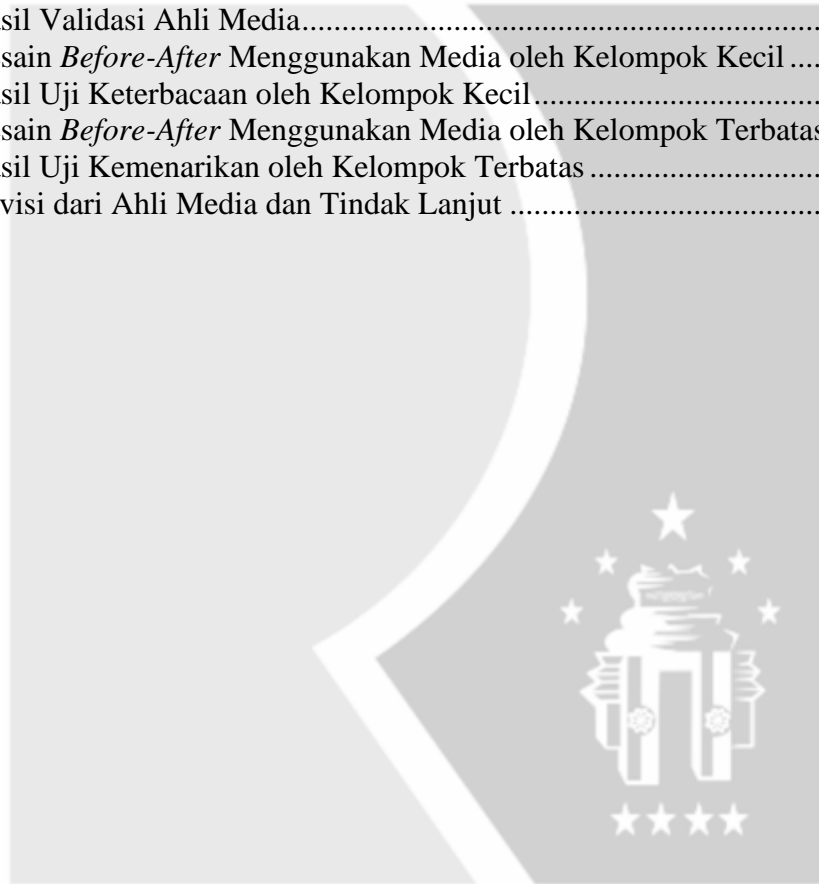 sil Validasi Ahli Media....................................................................
sain Before-After Menggunakan Media oleh Kelompok Kecil ....
sil Uji Keterbacaan oleh Kelompok Kecil.......................................
sain Before-After Menggunakan Media oleh Kelompok Terbatas
sil Uji Kemenarikan oleh Kelompok Terbatas ..............................
visi dari Ahli Media dan Tindak Lanjut ........................................